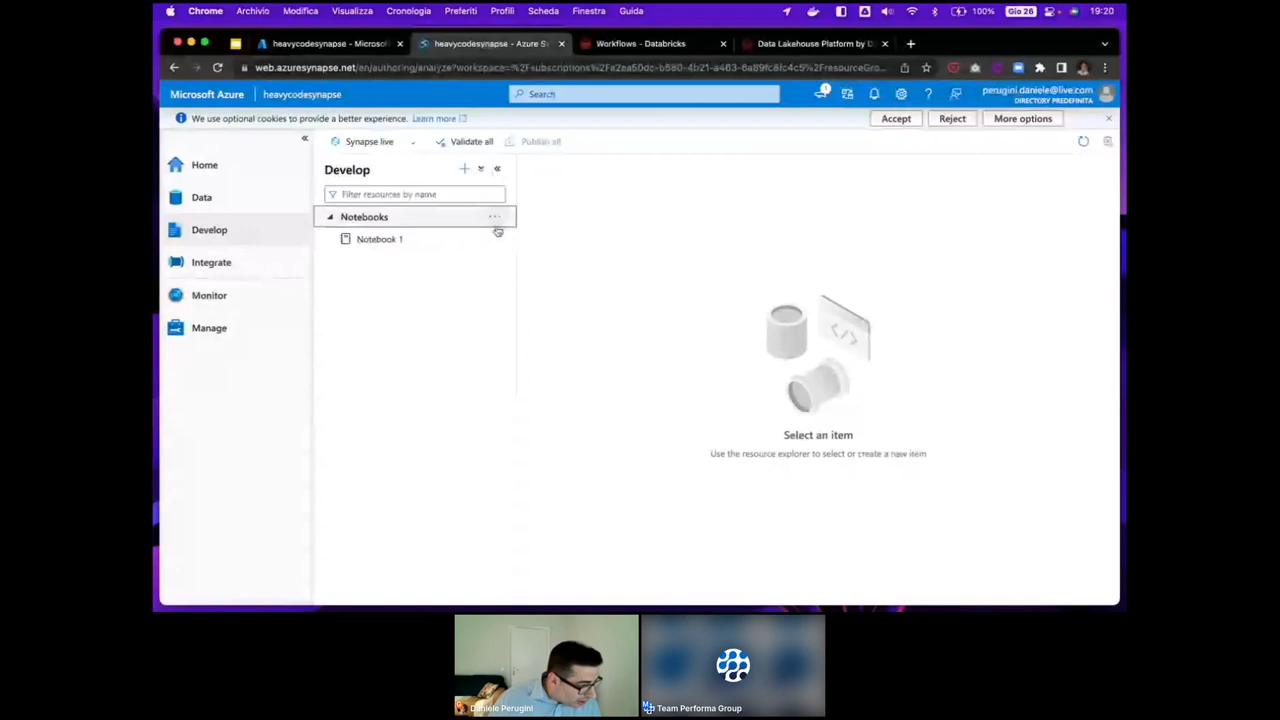 Chrome Archivio Modifica Visualizza Cronologia Preferiti Profili Scheda Finestra Guida 100% Gio 26 19:20
heavycodesynapse - Microsof heavycodesynapse - Azure S Workflows - Databricks Data Lakehouse Platform by D
Microsoft Azure heavycodesynapse Search 1 perugini.daniele@live.com
DIRECTORY PREDEFINITA
We use optional cookies to provide a better experience. Learn more Accept Reject More options
Synapse live Validate all Publish all
Home
Data
Develop
Integrate
Monitor
Manage
Develop
Filter resources by name
Notebooks
Notebook 1
Select an item
Use the resource explorer to select or create a new item
Daniele Perugini
Team Performa Group